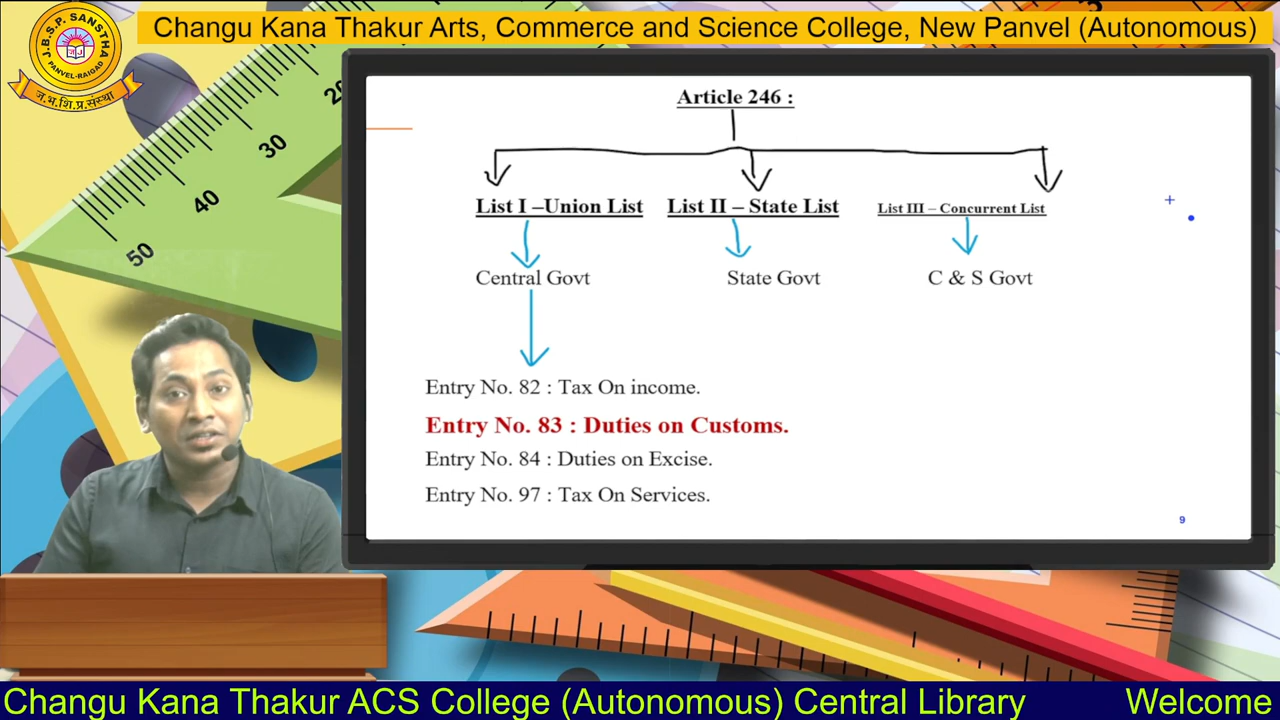 Changu Kana Thakur Arts, Commerce and Science College, New Panvel (Autonomous)
J.B.S.P. SANSTHA
PANVEL-RAIGAD
ज.भ.शि.प्र.संस्था
20
30
40
50
Article 246 :
List I –Union List List II – State List List III – Concurrent List
Central Govt State Govt C & S Govt
Entry No. 82 : Tax On income.
Entry No. 83 : Duties on Customs.
Entry No. 84 : Duties on Excise.
Entry No. 97 : Tax On Services.
9
Changu Kana Thakur ACS College (Autonomous) Central Library Welcome